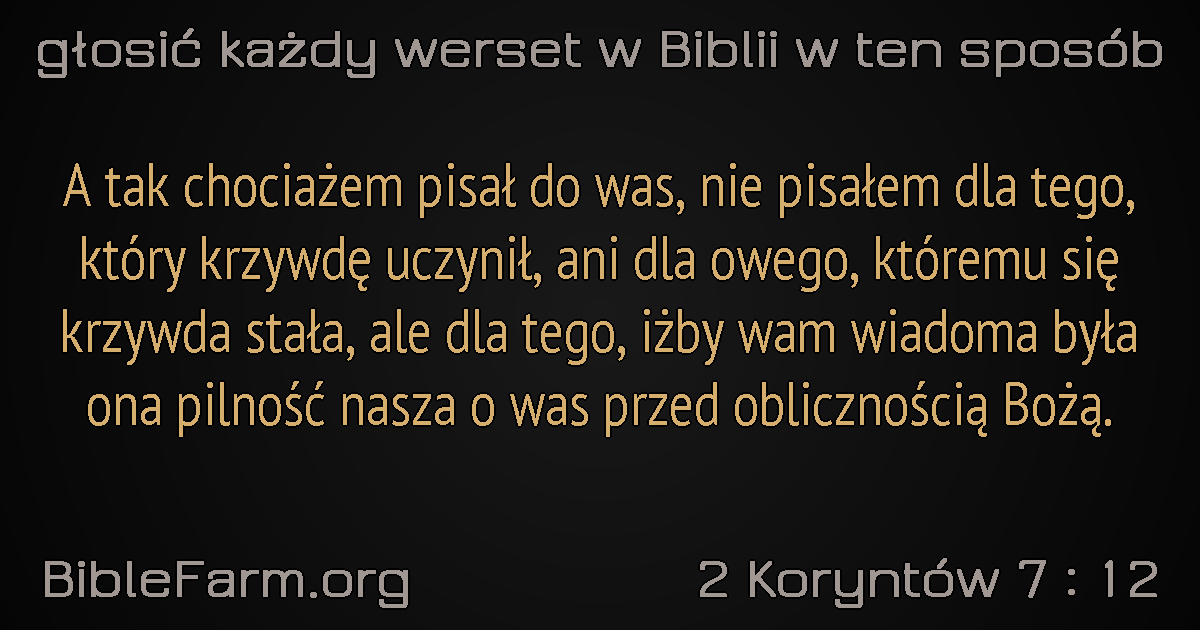 głosić każdy werset w Biblii w ten sposób
A tak chociażem pisał do was, nie pisałem dla tego,
który krzywdę uczynił, ani dla owego, któremu się
krzywda stała, ale dla tego, iżby wam wiadoma była
ona pilność nasza o was przed oblicznością Bożą.
BibleFarm.org
2 Koryntów 7 : 12